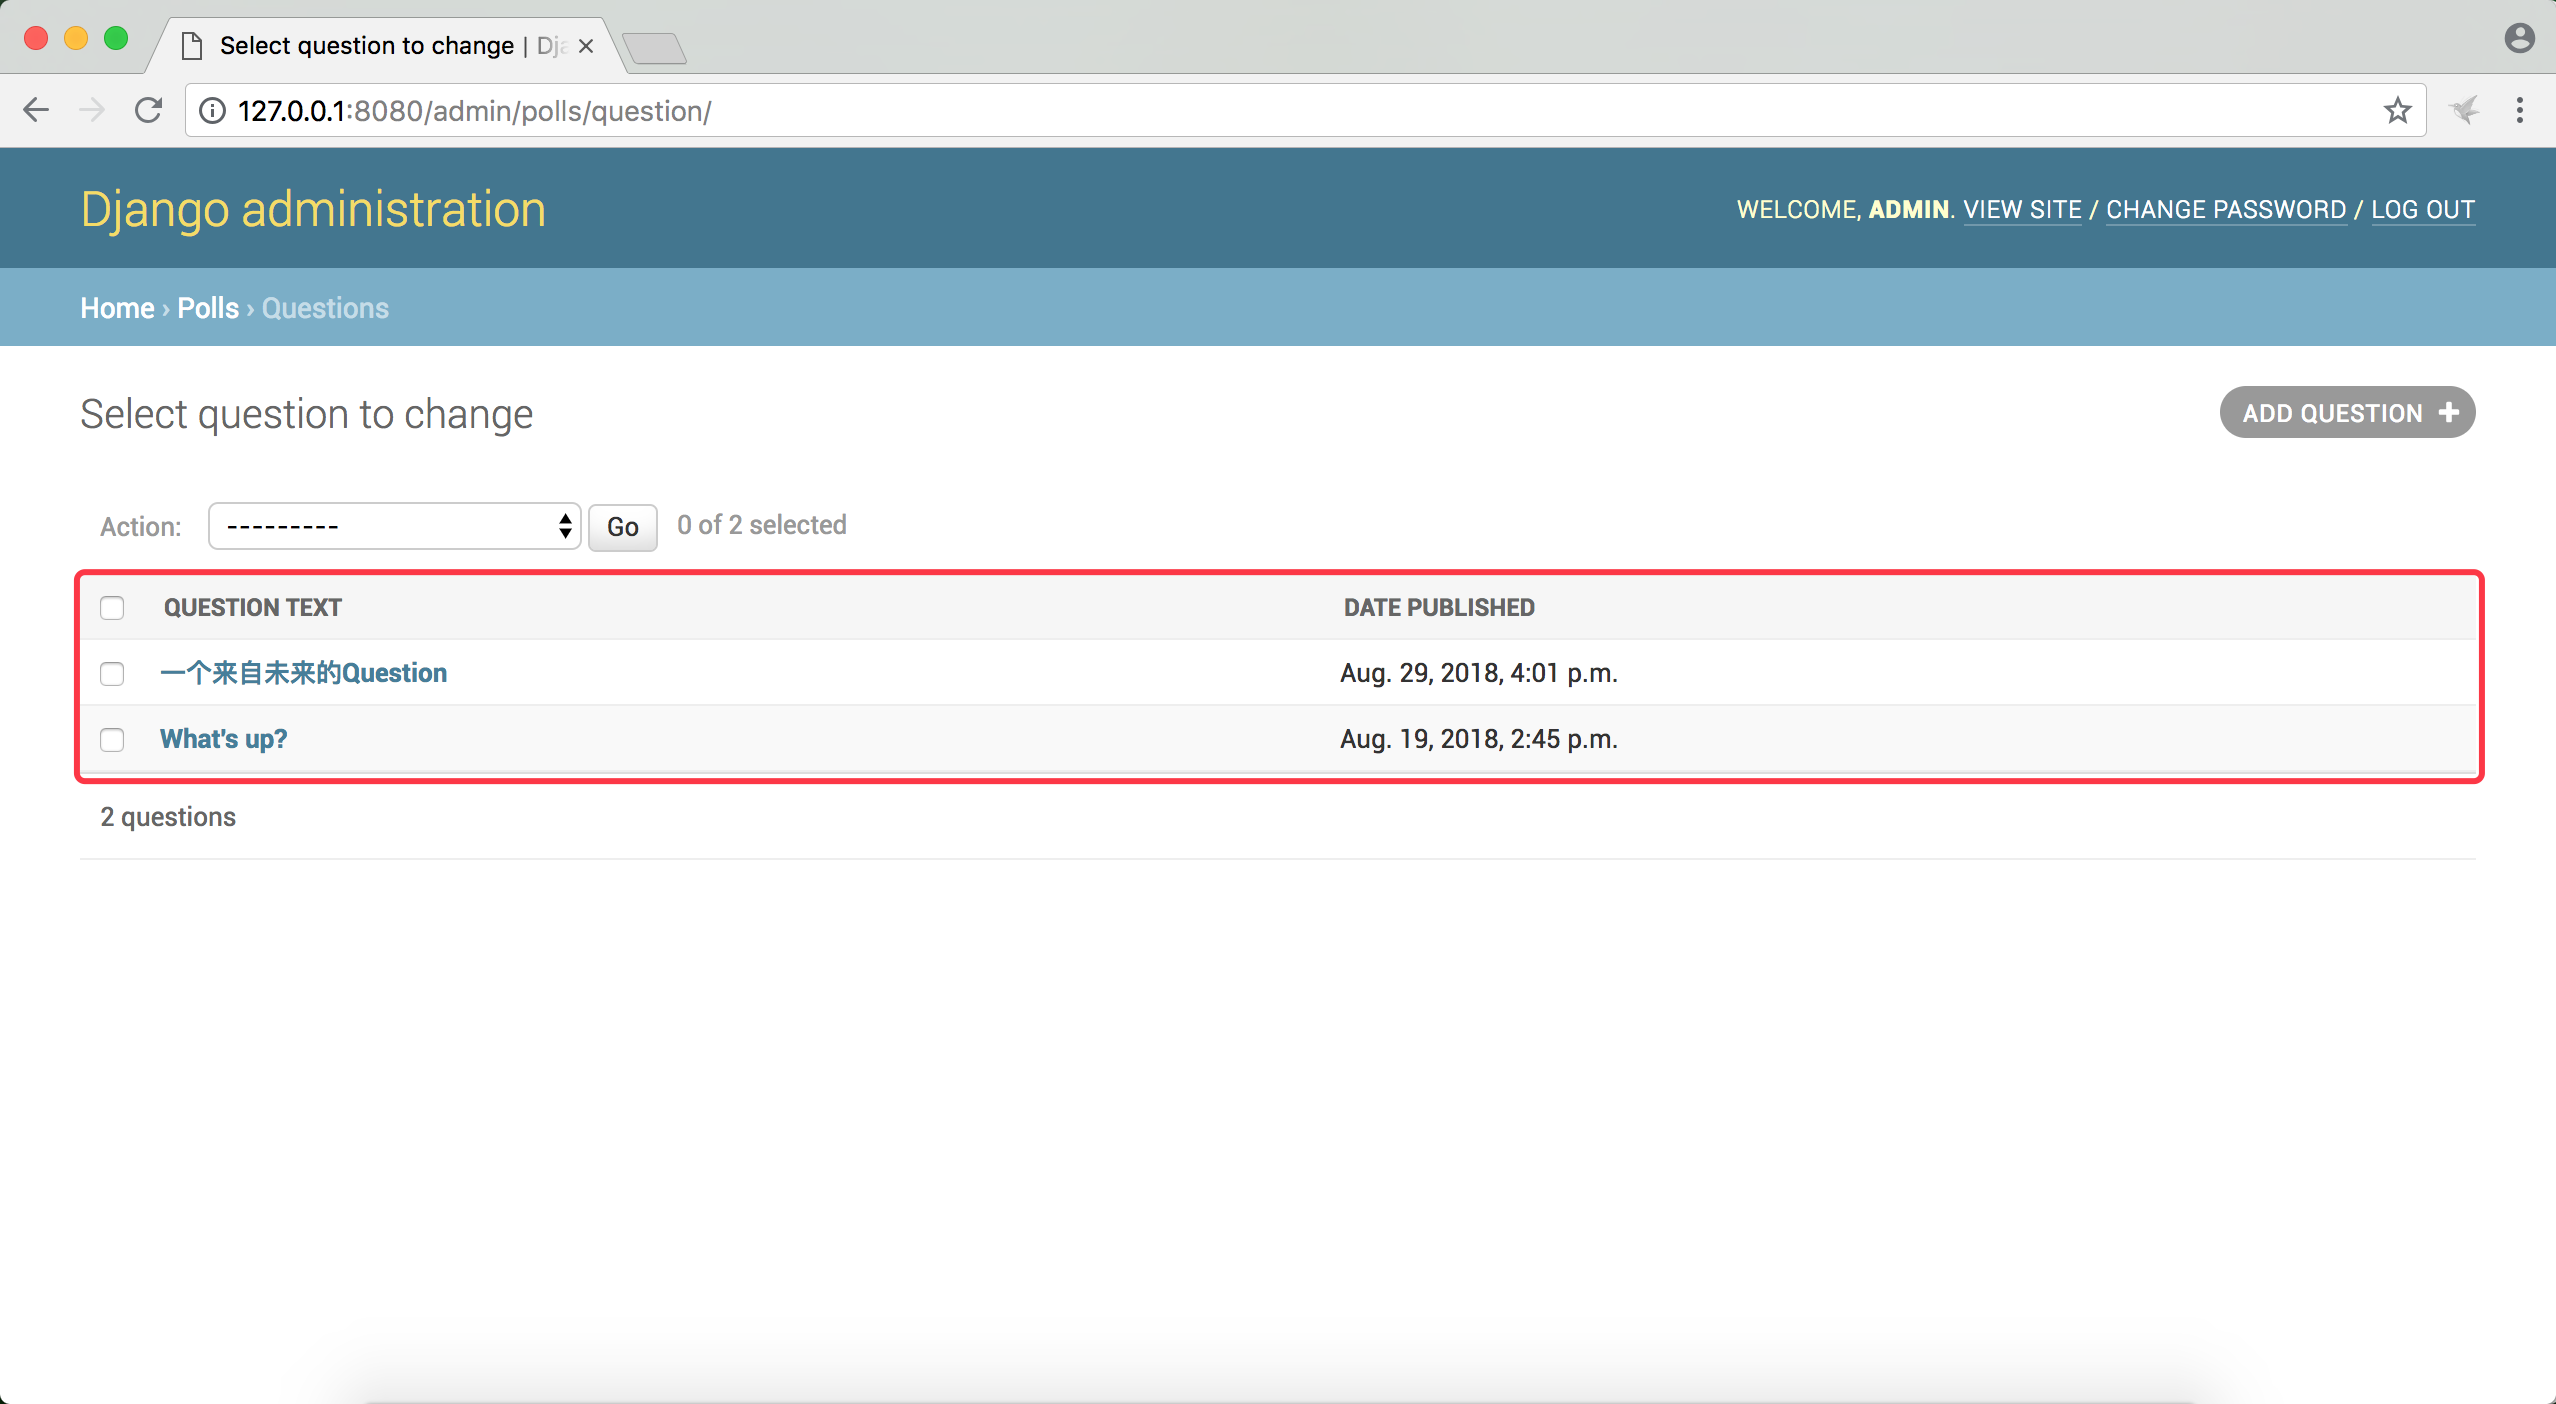 Select question to change | Dja
127.0.0.1:8080/admin/polls/question/
Django administration
WELCOME, ADMIN. VIEW SITE / CHANGE PASSWORD / LOG OUT
Home › Polls › Questions
Select question to change
ADD QUESTION +
Action: --------- Go 0 of 2 selected
QUESTION TEXT DATE PUBLISHED
一个来自未来的Question Aug. 29, 2018, 4:01 p.m.
What's up? Aug. 19, 2018, 2:45 p.m.
2 questions